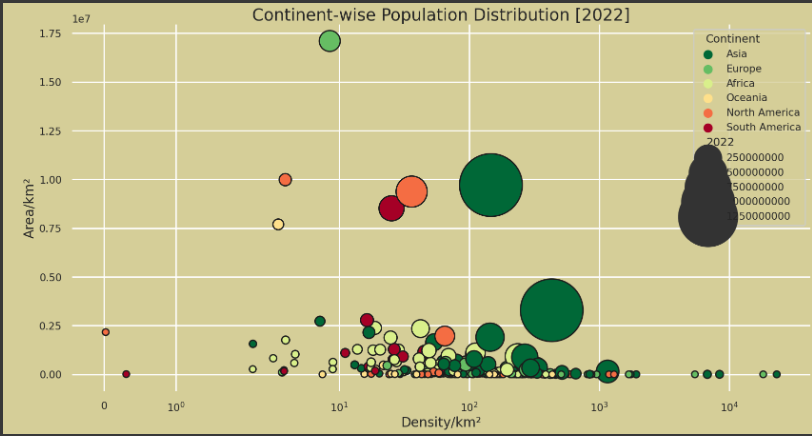 Continent-wise Population Distribution [2022]
1e7
1.75
1.50
1.25
1.00
0.75
0.50
0.25
0.00
Area/km²
0
10⁰
10¹
10²
10³
10⁴
Density/km²
Continent
Asia
Europe
Africa
Oceania
North America
South America
2022
250000000